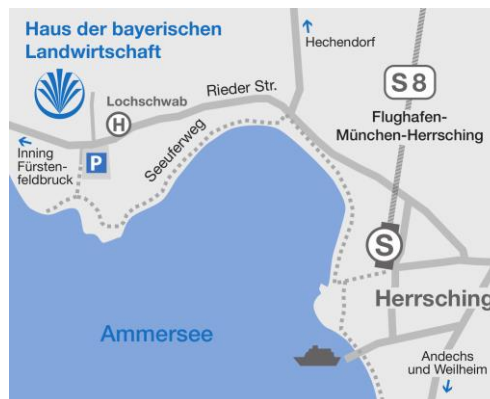 Haus der bayerischen
Landwirtschaft
Hechendorf
S 8
Rieder Str.
Lochschwab
H
Flughafen-
München-Herrsching
Inning
Fürsten-
feldbruck
P
Seeuferweg
S
Herrsching
Ammersee
Andechs
und Weilheim